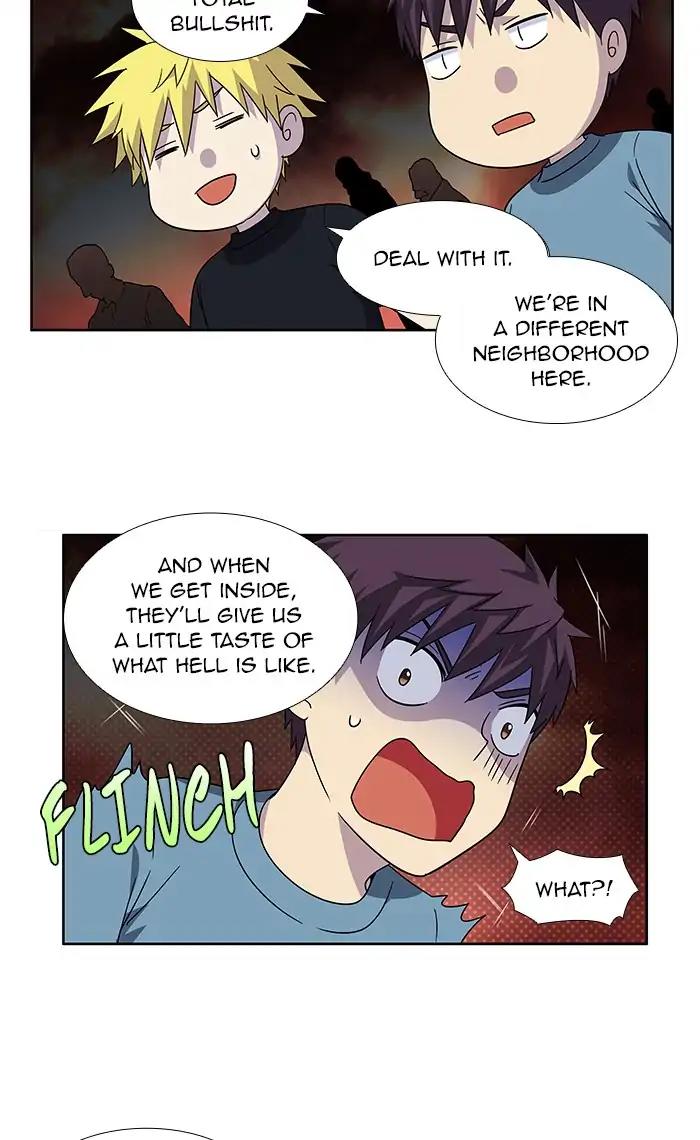 TOTAL
BULLSHIT.
DEAL WITH IT.
WE'RE IN
A DIFFERENT
NEIGHBORHOOD
HERE.
AND WHEN
WE GET INSIDE,
THEY'LL GIVE US
A LITTLE TASTE OF
WHAT HELL IS LIKE.
FLINCH
WHAT?!